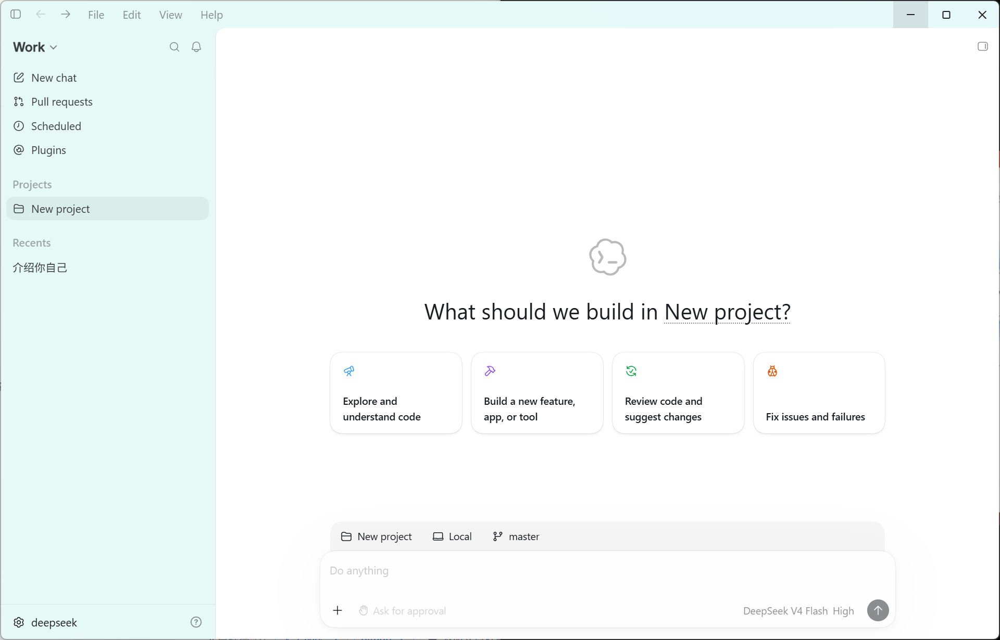 File Edit View Help
Work
New chat
Pull requests
Scheduled
Plugins
Projects
New project
Recents
介绍你自己
What should we build in New project?
Explore and
understand code
Build a new feature,
app, or tool
Review code and
suggest changes
Fix issues and failures
New project Local master
Do anything
Ask for approval DeepSeek V4 Flash High
deepseek